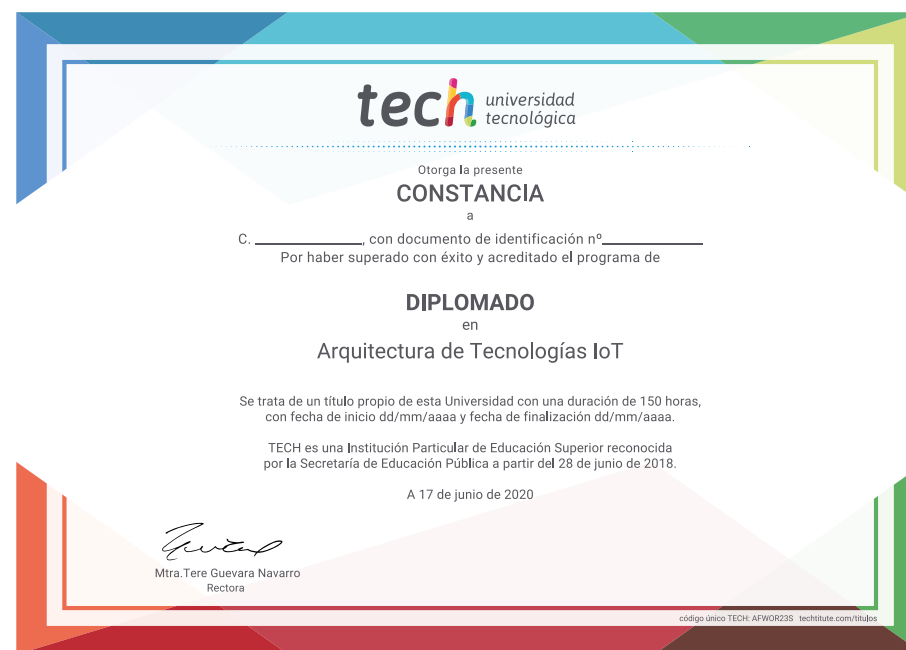 tech universidad
tecnológica
Otorga la presente
CONSTANCIA
a
C. ____________, con documento de identificación nº____________
Por haber superado con éxito y acreditado el programa de
DIPLOMADO
en
Arquitectura de Tecnologías IoT
Se trata de un título propio de esta Universidad con una duración de 150 horas,
con fecha de inicio dd/mm/aaaa y fecha de finalización dd/mm/aaaa.
TECH es una Institución Particular de Educación Superior reconocida
por la Secretaría de Educación Pública a partir del 28 de junio de 2018.
A 17 de junio de 2020
Mtra.Tere Guevara Navarro
Rectora
código único TECH: AFWOR23S techtitute.com/titulos